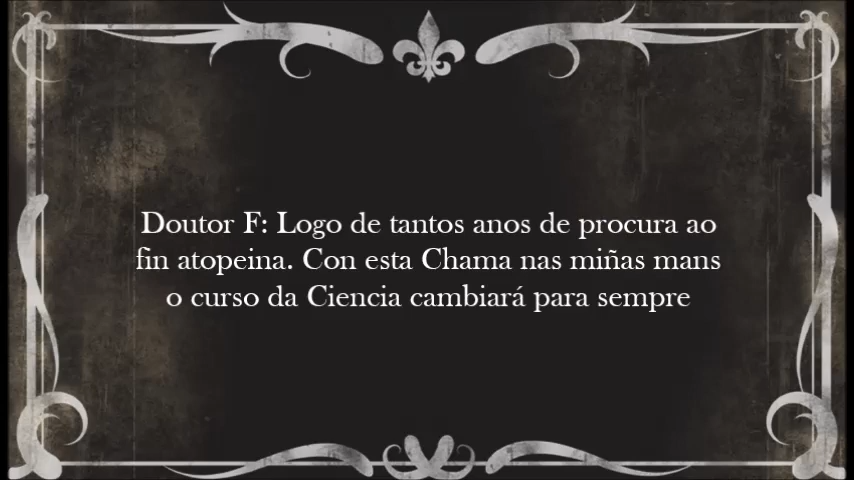 Doutor F: Logo de tantos anos de procura ao
fin atopeina. Con esta Chama nas miñas mans
o curso da Ciencia cambiará para sempre